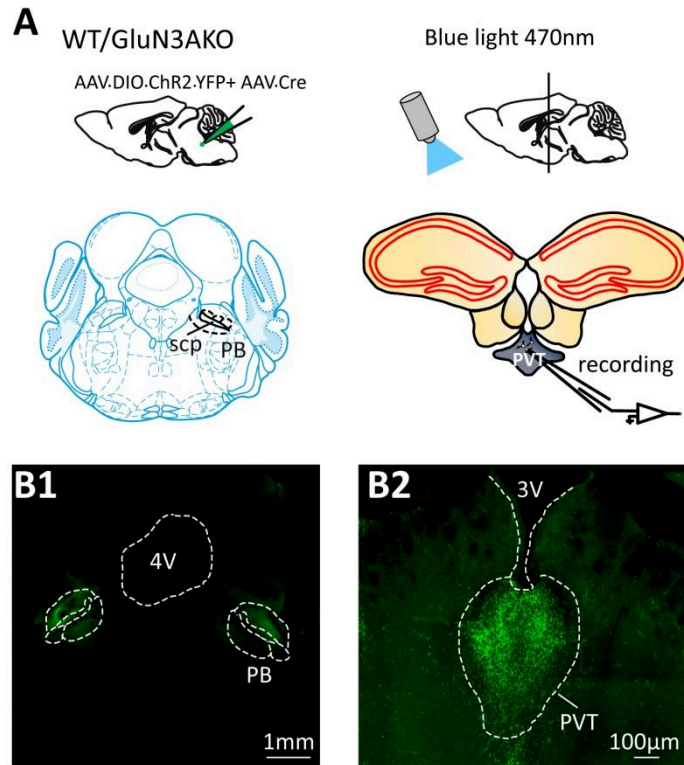 A
WT/GluN3AKO
AAV.DIO.ChR2.YFP+ AAV.Cre
Blue light 470nm
scp
PB
PVT
recording
B1
4V
PB
1mm
B2
3V
PVT
100µm